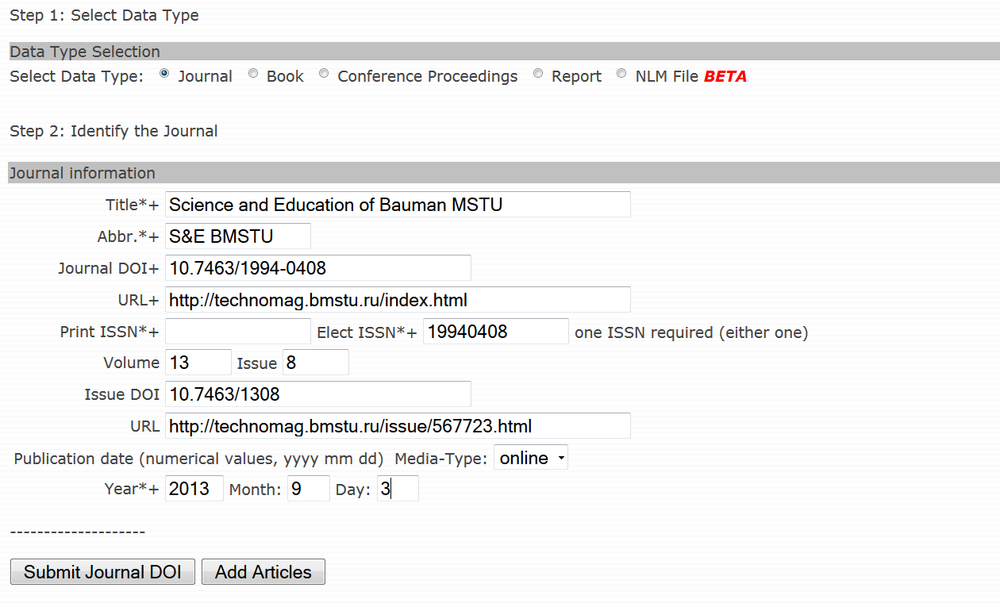 Step 1: Select Data Type
Data Type Selection
Select Data Type: Journal Book Conference Proceedings Report NLM File BETA
Step 2: Identify the Journal
Journal information
Title*+ Science and Education of Bauman MSTU
Abbr.*+ S&E BMSTU
Journal DOI+ 10.7463/1994-0408
URL+ http://technomag.bmstu.ru/index.html
Print ISSN*+ Elect ISSN*+ 19940408 one ISSN required (either one)
Volume 13 Issue 8
Issue DOI 10.7463/1308
URL http://technomag.bmstu.ru/issue/567723.html
Publication date (numerical values, yyyy mm dd) Media-Type: online
Year*+ 2013 Month: 9 Day: 3
--------------------
Submit Journal DOI Add Articles